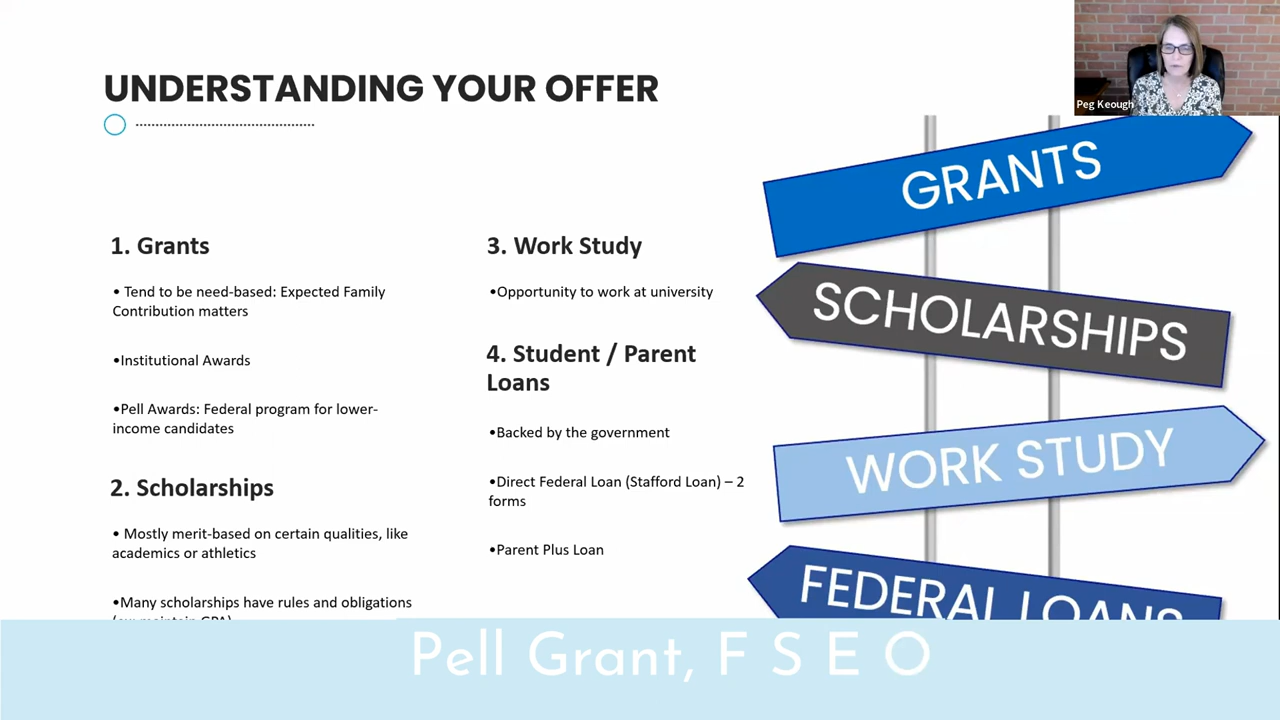 UNDERSTANDING YOUR OFFER
1. Grants
• Tend to be need-based: Expected Family
Contribution matters
•Institutional Awards
•Pell Awards: Federal program for lower-
income candidates
2. Scholarships
• Mostly merit-based on certain qualities, like
academics or athletics
•Many scholarships have rules and obligations
3. Work Study
•Opportunity to work at university
4. Student / Parent
Loans
•Backed by the government
•Direct Federal Loan (Stafford Loan) – 2
forms
•Parent Plus Loan
Peg Keough
GRANTS
SCHOLARSHIPS
WORK STUDY
FEDERAL LOANS
Pell Grant, F S E O